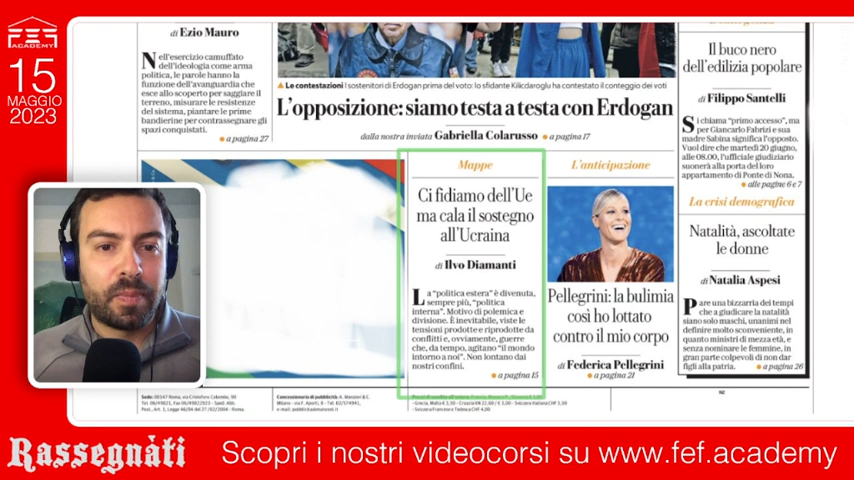 FEF
ACADEMY
15
MAGGIO
2023
di Ezio Mauro
Nell'esercizio camuffato
dell'ideologia come arma
politica, le parole hanno la
funzione dell'avanguardia che
esce allo scoperto per saggiare il
terreno, misurare le resistenze
del sistema, piantare le prime
bandierine per contrassegnare gli
spazi conquistati.
a pagina 27
Le contestazioni I sostenitori di Erdogan prima del voto: lo sfidante Kilicdaroglu ha contestato il conteggio dei voti
L'opposizione: siamo testa a testa con Erdogan
dalla nostra inviata Gabriella Colarusso a pagina 17
Mappe
Ci fidiamo dell'Ue
ma cala il sostegno
all'Ucraina
di Ilvo Diamanti
La "politica estera" è divenuta,
sempre più, "politica
interna". Motivo di polemica e
divisione. È inevitabile, viste le
tensioni prodotte e riprodotte da
conflitti e, ovviamente, guerre
che, da tempo, agitano "il mondo
intorno a noi". Non lontano dai
nostri confini.
a pagina 15
L'anticipazione
Pellegrini: la bulimia
così ho lottato
contro il mio corpo
di Federica Pellegrini
a pagina 21
Il buco nero
dell'edilizia popolare
di Filippo Santelli
Si chiama "primo accesso", ma
per Giancarlo Fabrizi e sua
madre Sabina significa l'opposto.
Vuol dire che martedì 20 giugno,
alle 08.00, l'ufficiale giudiziario
suonerà alla porta del loro
appartamento di Ponte di Nona.
alle pagine 6 e 7
La crisi demografica
Natalità, ascoltate
le donne
di Natalia Aspesi
Pare una bizzarria dei tempi
che a giudicare la natalità
siano solo maschi, unanimi nel
definire molto sconveniente, in
quanto ministri di mezza età, e
senza nominare le femmine, in
gran parte colpevoli di non dar
figli alla patria. a pagina 26
Concessionaria di pubblicità: A. Manzoni & C.
N2
Rassegnàti
Scopri i nostri videocorsi su www.fef.academy